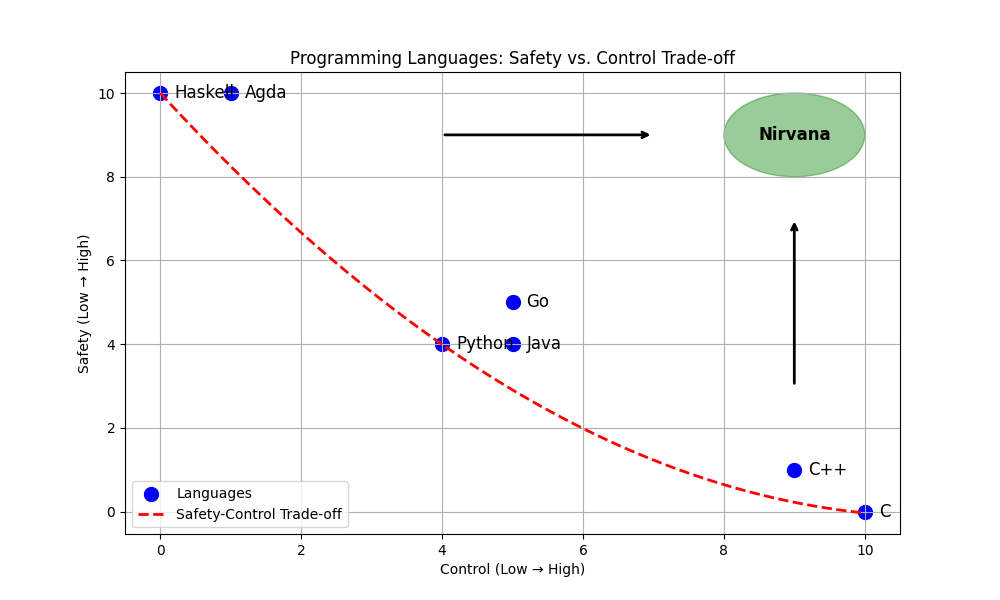 Programming Languages: Safety vs. Control Trade-off
Safety (Low → High)
10
8
6
4
2
0
Haskell
Agda
Nirvana
Go
Python
Java
C++
C
Languages
Safety-Control Trade-off
0
2
4
6
8
10
Control (Low → High)